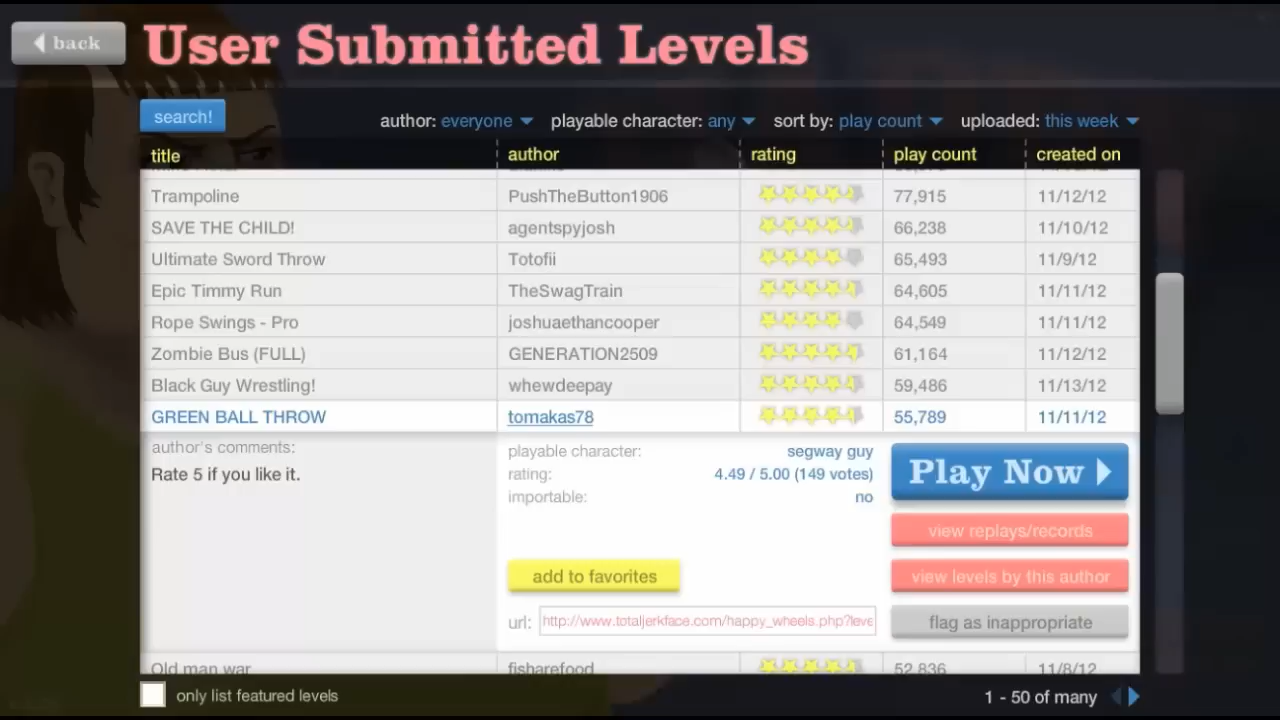 back
User Submitted Levels
search!
author: everyone playable character: any sort by: play count uploaded: this week
title author rating play count created on
Trampoline PushTheButton1906 77,915 11/12/12
SAVE THE CHILD! agentspyjosh 66,238 11/10/12
Ultimate Sword Throw Totofii 65,493 11/9/12
Epic Timmy Run TheSwagTrain 64,605 11/11/12
Rope Swings - Pro joshuaethancooper 64,549 11/11/12
Zombie Bus (FULL) GENERATION2509 61,164 11/12/12
Black Guy Wrestling! whewdeepay 59,486 11/13/12
GREEN BALL THROW tomakas78 55,789 11/11/12
author's comments:
Rate 5 if you like it.
playable character: segway guy
rating: 4.49 / 5.00 (149 votes)
importable: no
Play Now
view replays/records
add to favorites
view levels by this author
url: http://www.totaljerkface.com/happy_wheels.php?leve
flag as inappropriate
Old man war fisharefood 52,836 11/8/12
only list featured levels
1 - 50 of many